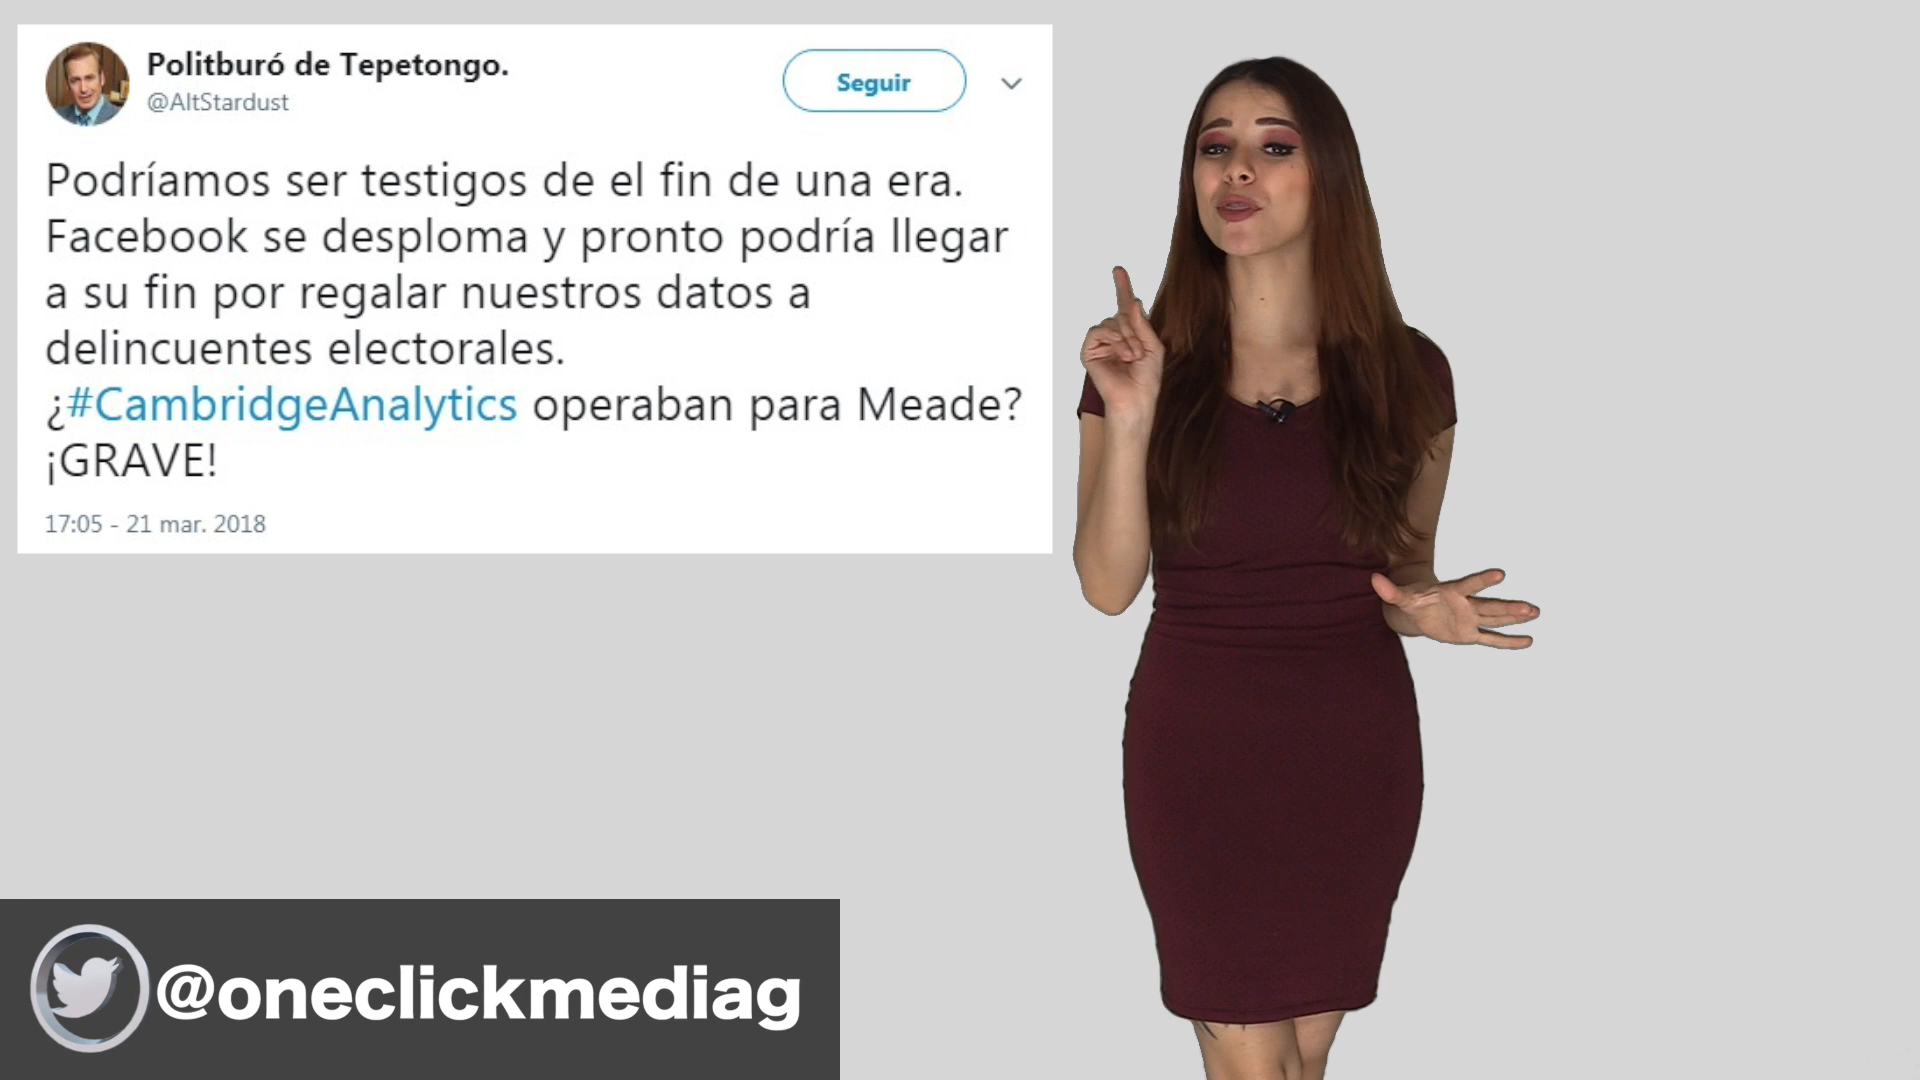 Politburó de Tepetongo.
@AltStardust
Seguir
Podríamos ser testigos de el fin de una era.
Facebook se desploma y pronto podría llegar
a su fin por regalar nuestros datos a
delincuentes electorales.
¿#CambridgeAnalytics operaban para Meade?
¡GRAVE!
17:05 - 21 mar. 2018
@oneclickmediag